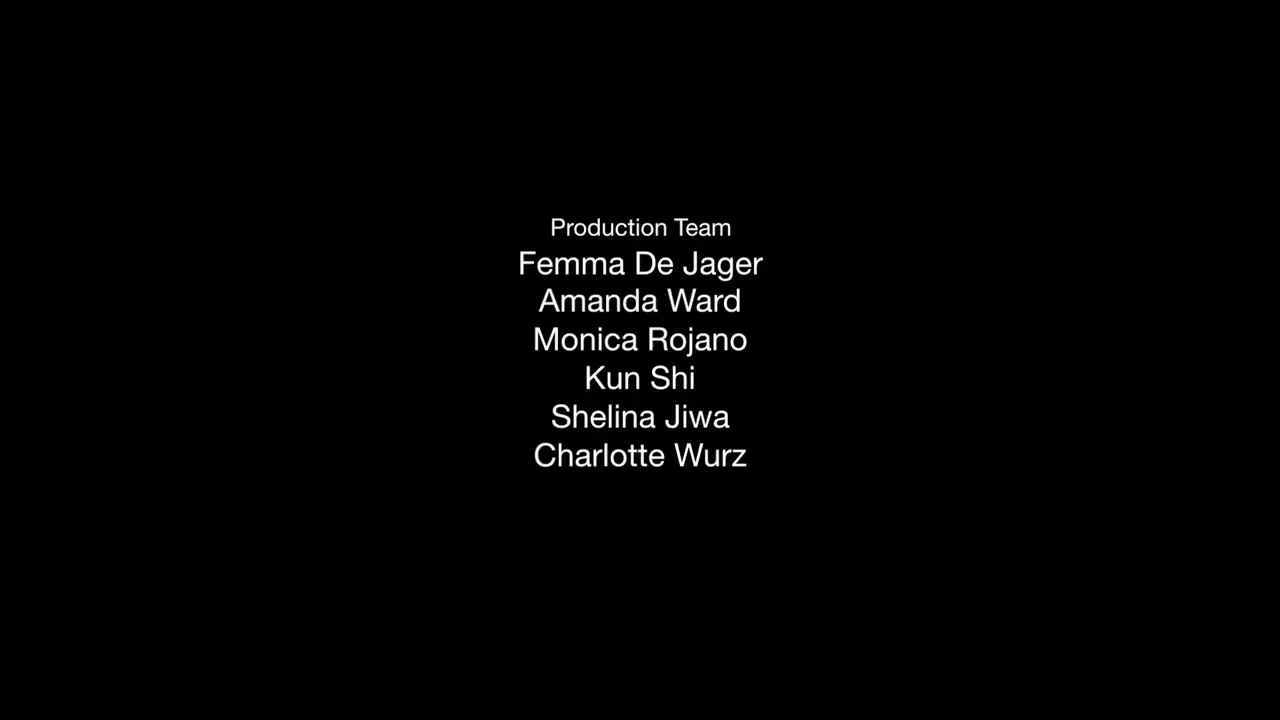 Production Team
Femma De Jager
Amanda Ward
Monica Rojano
Kun Shi
Shelina Jiwa
Charlotte Wurz